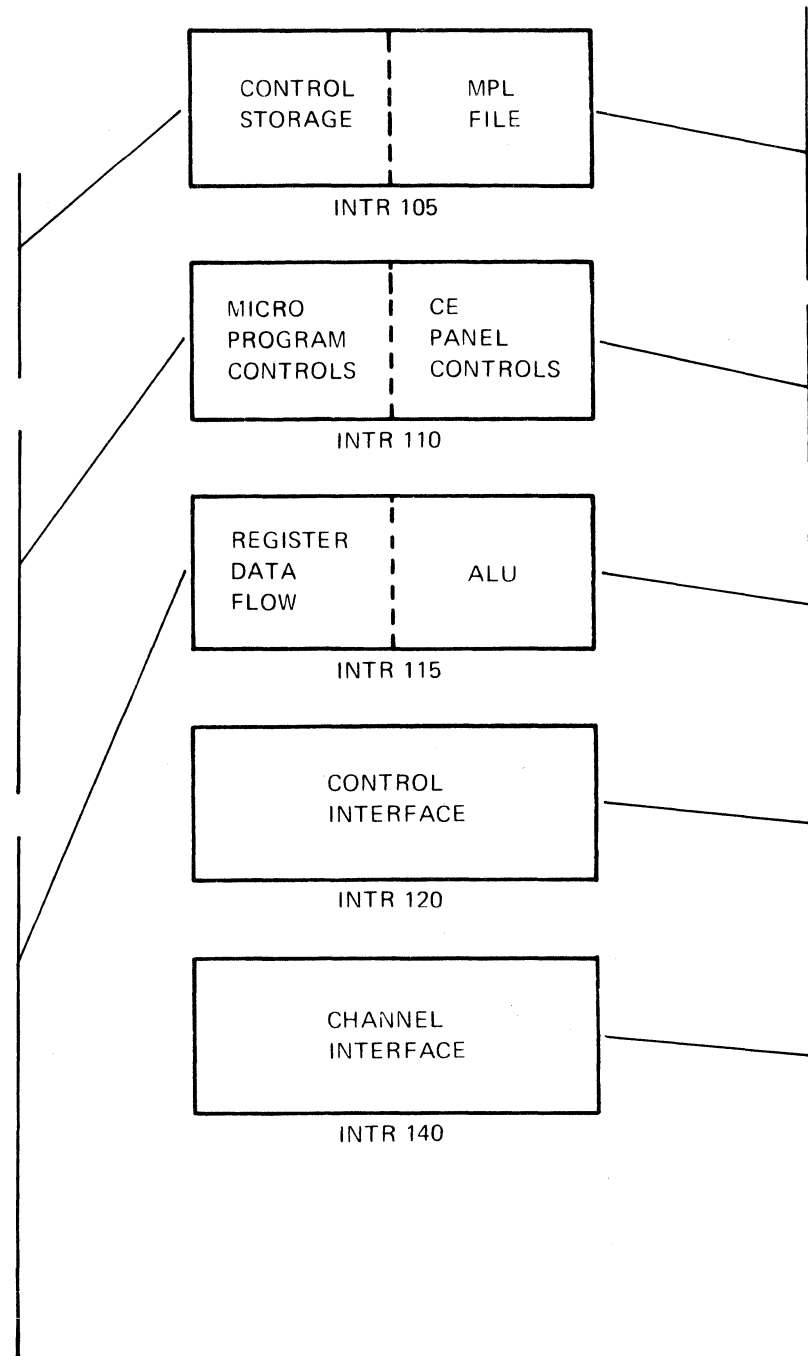 CONTROL
STORAGE
MPL
FILE
INTR 105
MICRO
PROGRAM
CONTROLS
CE
PANEL
CONTROLS
INTR 110
REGISTER
DATA
FLOW
ALU
INTR 115
CONTROL
INTERFACE
INTR 120
CHANNEL
INTERFACE
INTR 140